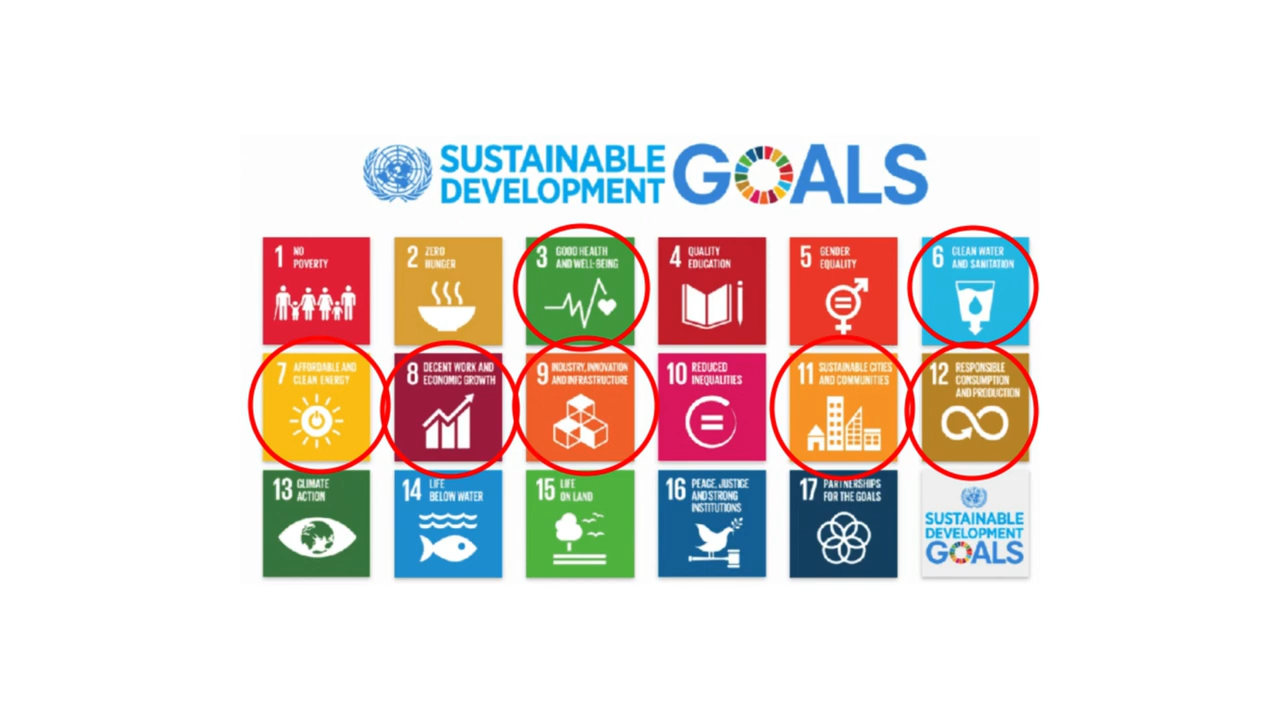 SUSTAINABLE
DEVELOPMENT
GOALS
1 NO
POVERTY
2 ZERO
HUNGER
3 GOOD HEALTH
AND WELL-BEING
4 QUALITY
EDUCATION
5 GENDER
EQUALITY
6 CLEAN WATER
AND SANITATION
7 AFFORDABLE AND
CLEAN ENERGY
8 DECENT WORK AND
ECONOMIC GROWTH
9 INDUSTRY, INNOVATION
AND INFRASTRUCTURE
10 REDUCED
INEQUALITIES
11 SUSTAINABLE CITIES
AND COMMUNITIES
12 RESPONSIBLE
CONSUMPTION
AND PRODUCTION
13 CLIMATE
ACTION
14 LIFE
BELOW WATER
15 LIFE
ON LAND
16 PEACE, JUSTICE
AND STRONG
INSTITUTIONS
17 PARTNERSHIPS
FOR THE GOALS
SUSTAINABLE
DEVELOPMENT
GOALS